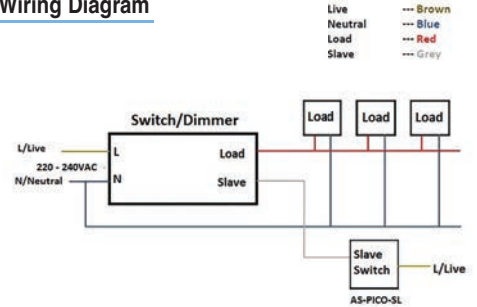 Wiring Diagram
Live --- Brown
Neutral --- Blue
Load --- Red
Slave --- Grey
Switch/Dimmer
Load Load Load
L/Live
L
Load
220 - 240VAC
N/Neutral
N
Slave
Slave
Switch
L/Live
AS-PICO-SL